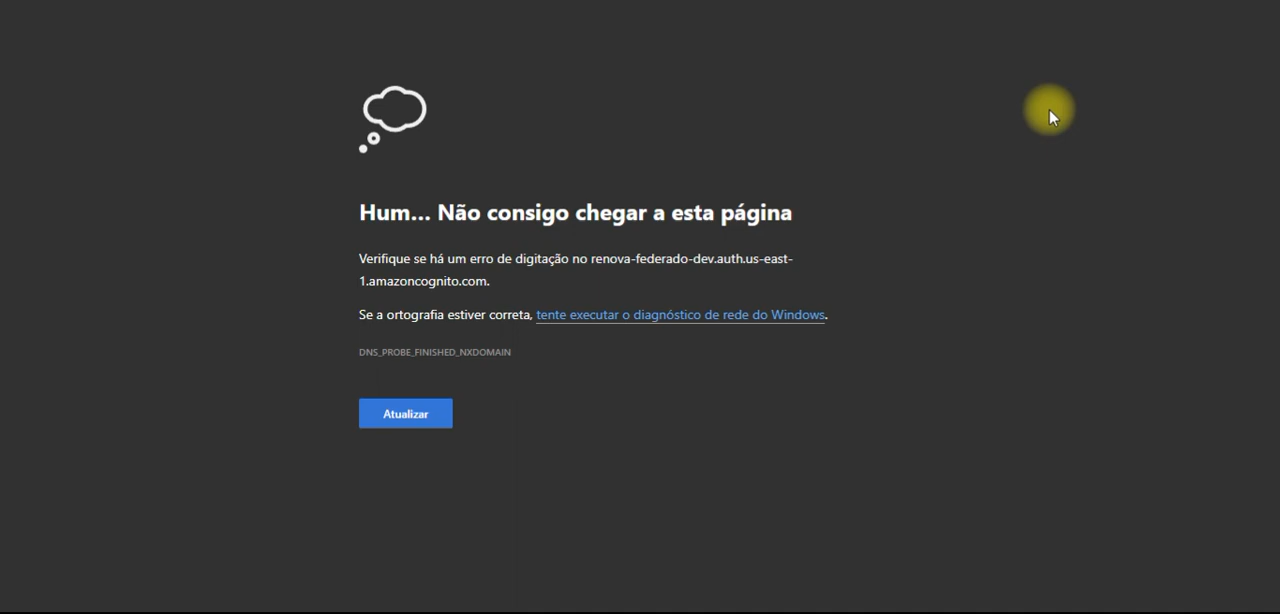 Hum... Não consigo chegar a esta página
Verifique se há um erro de digitação no renova-federado-dev.auth.us-east-
1.amazoncognito.com.
Se a ortografia estiver correta, tente executar o diagnóstico de rede do Windows.
DNS_PROBE_FINISHED_NXDOMAIN
Atualizar